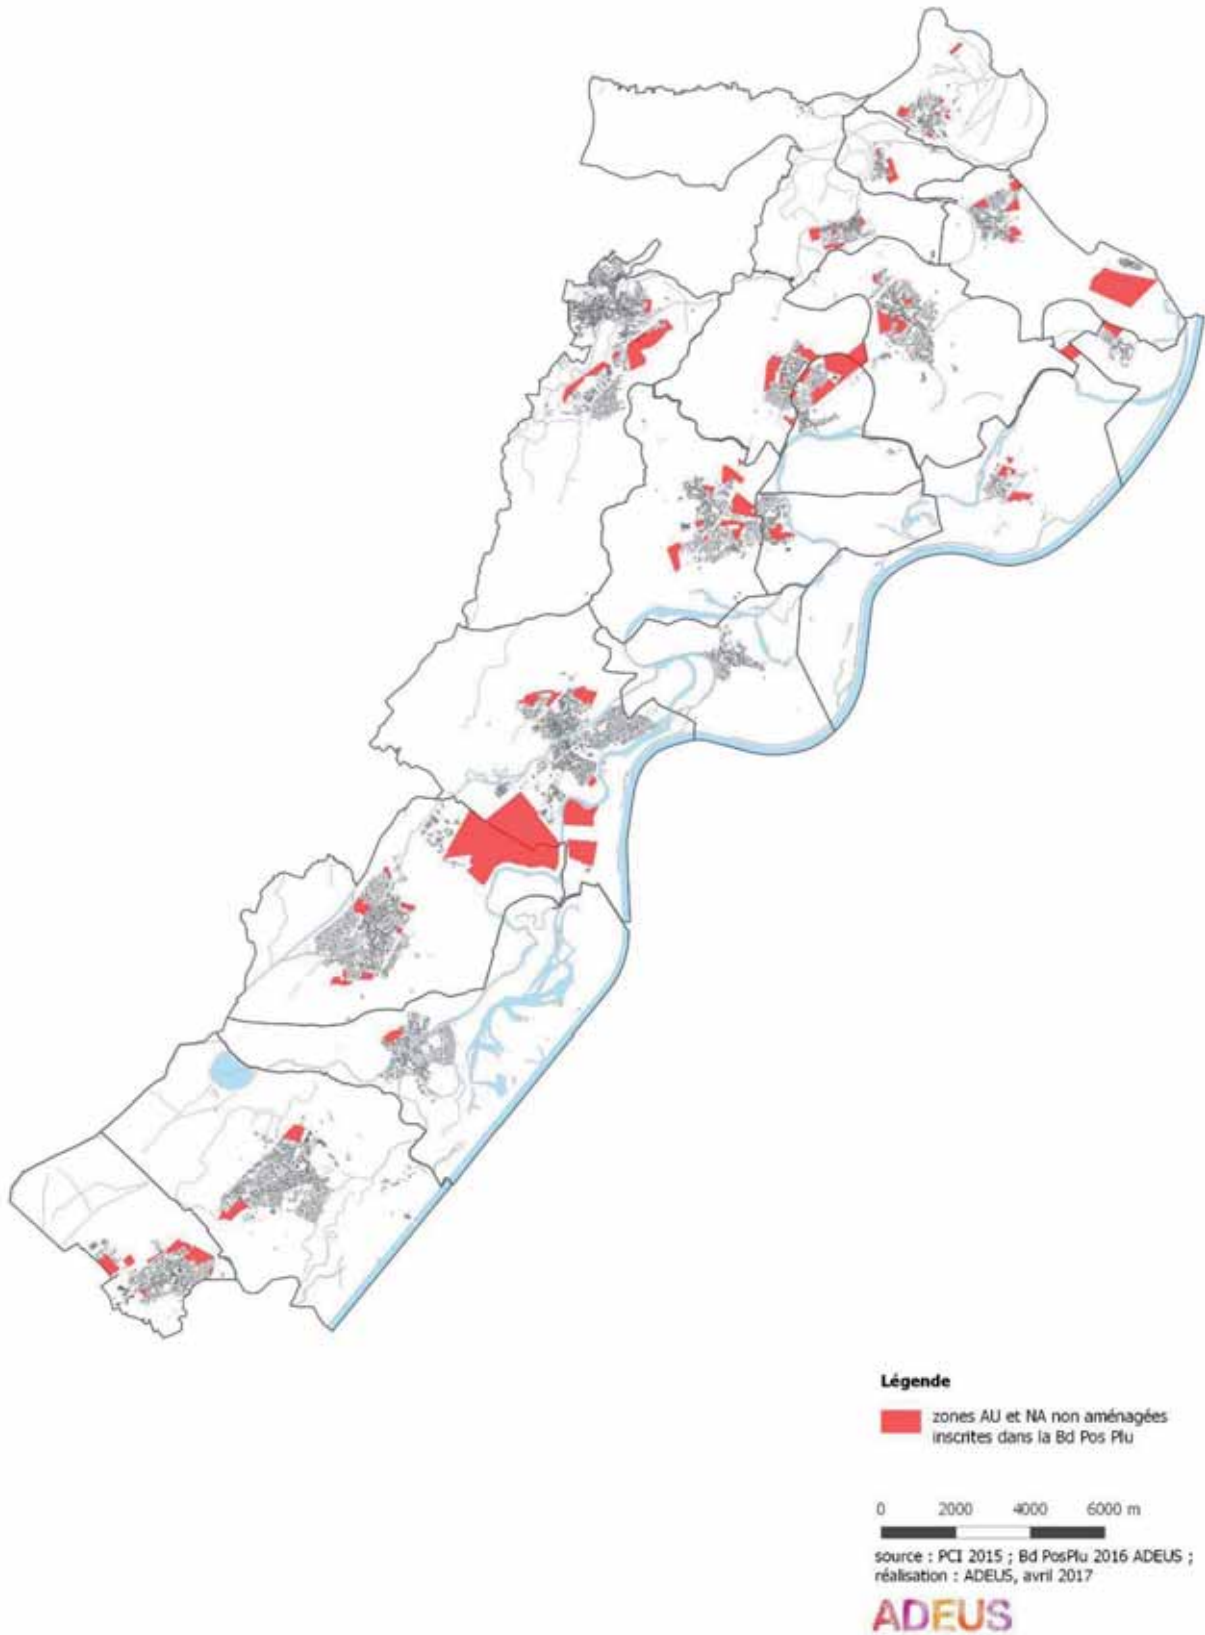 Légende
zones AU et NA non aménagées
inscrites dans la Bd Pos Plu
0 2000 4000 6000 m
source : PCI 2015 ; Bd PosPlu 2016 ADEUS ;
réalisation : ADEUS, avril 2017
ADEUS